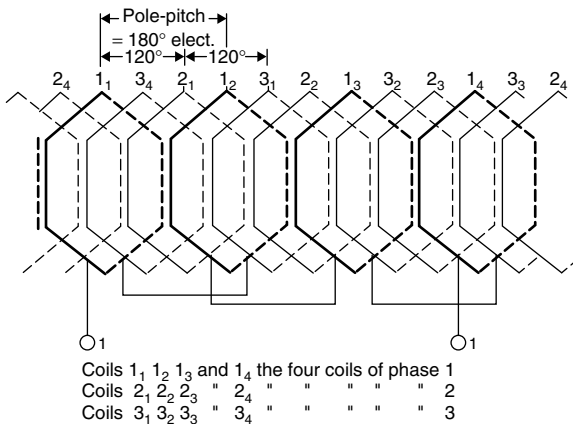 Pole-pitch
= 180° elect.
120° 120°
2₄ 1₁ 3₄ 2₁ 1₂ 3₁ 2₂ 1₃ 3₂ 2₃ 1₄ 3₃ 2₄
1 1
Coils 1₁ 1₂ 1₃ and 1₄ the four coils of phase 1
Coils 2₁ 2₂ 2₃ " 2₄ " " " " " 2
Coils 3₁ 3₂ 3₃ " 3₄ " " " " " 3